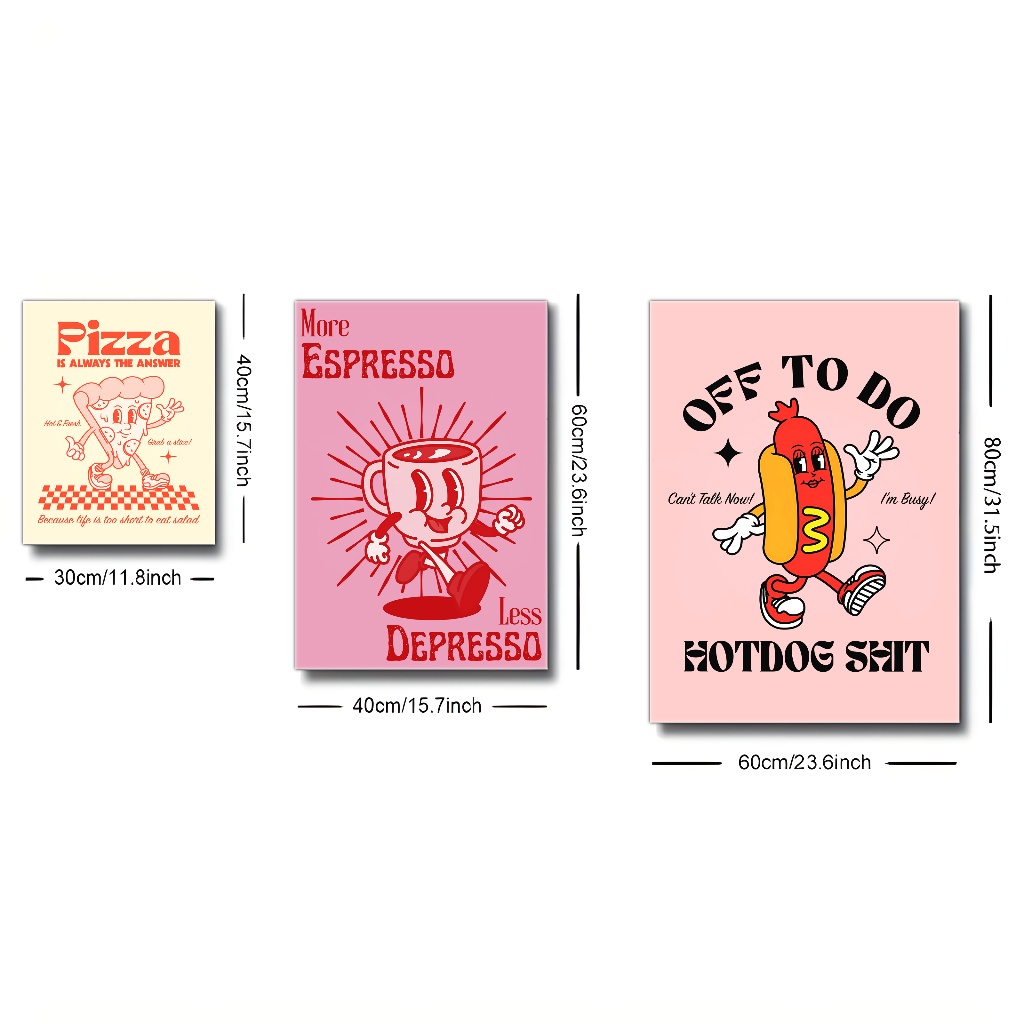 Pizza
IS ALWAYS THE ANSWER
Hot & Fresh.
Grab a slice!
Because life is too short to eat salad
40cm/15.7inch
30cm/11.8inch
More
ESPRESSO
Less
DEPRESSO
60cm/23.6inch
40cm/15.7inch
OFF TO DO
Can't Talk Now!
I'm Busy!
HOTDOG SHIT
80cm/31.5inch
60cm/23.6inch